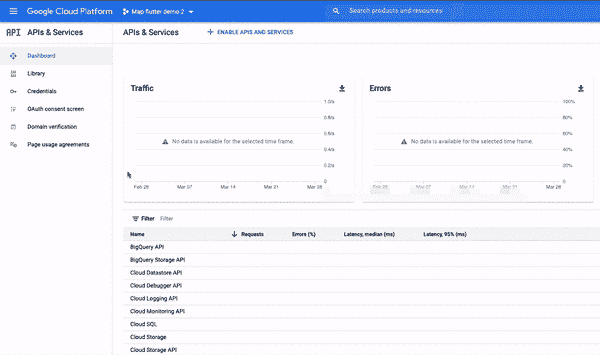 Google Cloud Platform
Map flutter demo 2
Search products and resources
API APIs & Services
APIs & Services
ENABLE APIS AND SERVICES
Dashboard
Library
Credentials
OAuth consent screen
Domain verification
Page usage agreements
Traffic
1.0/s
0.8/s
0.6/s
0.4/s
0.2/s
0
No data is available for the selected time frame.
Feb 28 Mar 07 Mar 14 Mar 21 Mar 28
Errors
100%
80%
60%
40%
20%
0
No data is available for the selected time frame.
Feb 28 Mar 07 Mar 14 Mar 21 Mar 28
Filter Filter
Name Requests Errors (%) Latency, median (ms) Latency, 95% (ms)
BigQuery API
BigQuery Storage API
Cloud Datastore API
Cloud Debugger API
Cloud Logging API
Cloud Monitoring API
Cloud SQL
Cloud Storage
Cloud Storage API